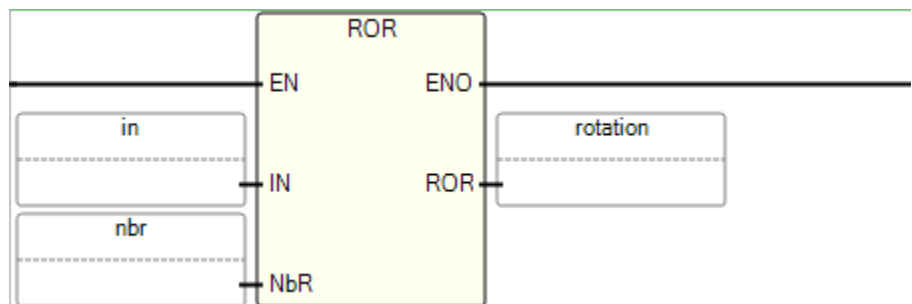 ROR
EN ENO
in rotation
IN ROR
nbr
NbR